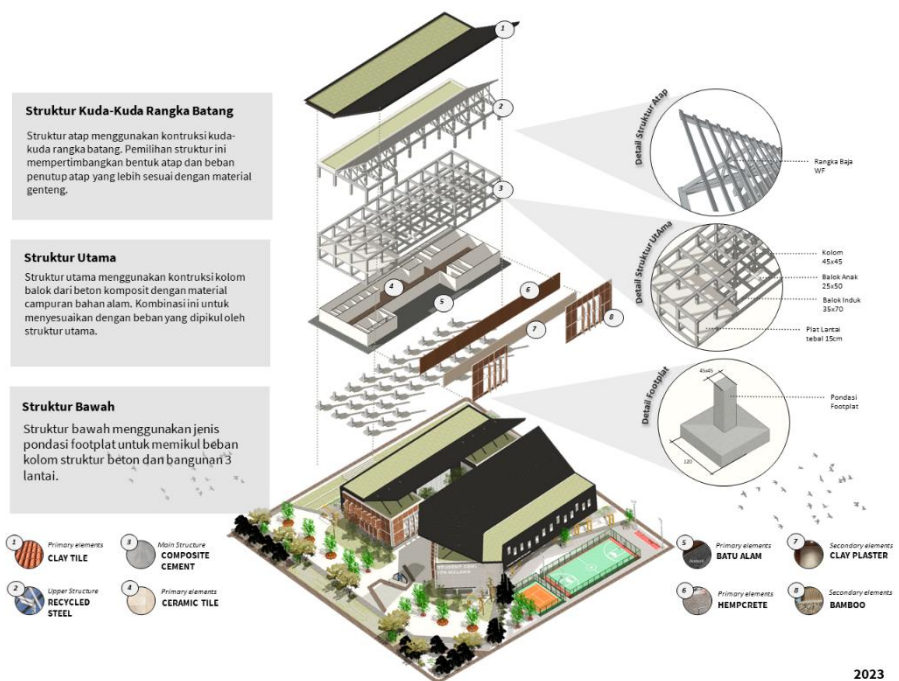 Struktur Kuda-Kuda Rangka Batang
Struktur atap menggunakan kontruksi kuda-
kuda rangka batang. Pemilihan struktur ini
mempertimbangkan bentuk atap dan beban
penutup atap yang lebih sesuai dengan material
genteng.
Struktur Utama
Struktur utama menggunakan kontruksi kolom
balok dari beton komposit dengan material
campuran bahan alam. Kombinasi ini untuk
menyesuaikan dengan beban yang dipikul oleh
struktur utama.
Struktur Bawah
Struktur bawah menggunakan jenis
pondasi footplat untuk memikul beban
kolom struktur beton dan bangunan 3
lantai.
1
2
3
4
5
6
7
8
Detail Struktur Atap
Rangka Baja
WF
Detail Struktur UtAma
Kolom
45x45
Balok Anak
25x50
Balok Induk
35x70
Plat Lantai
tebal 15cm
Detail Footplat
45x45
120
Pondasi
Footplat
1
Primary elements
CLAY TILE
2
Upper Structure
RECYCLED
STEEL
3
Main Structure
COMPOSITE
CEMENT
4
Primary elements
CERAMIC TILE
5
Primary elements
BATU ALAM
6
Primary elements
HEMPCRETE
7
Secondary elements
CLAY PLASTER
8
Secondary elements
BAMBOO
2023